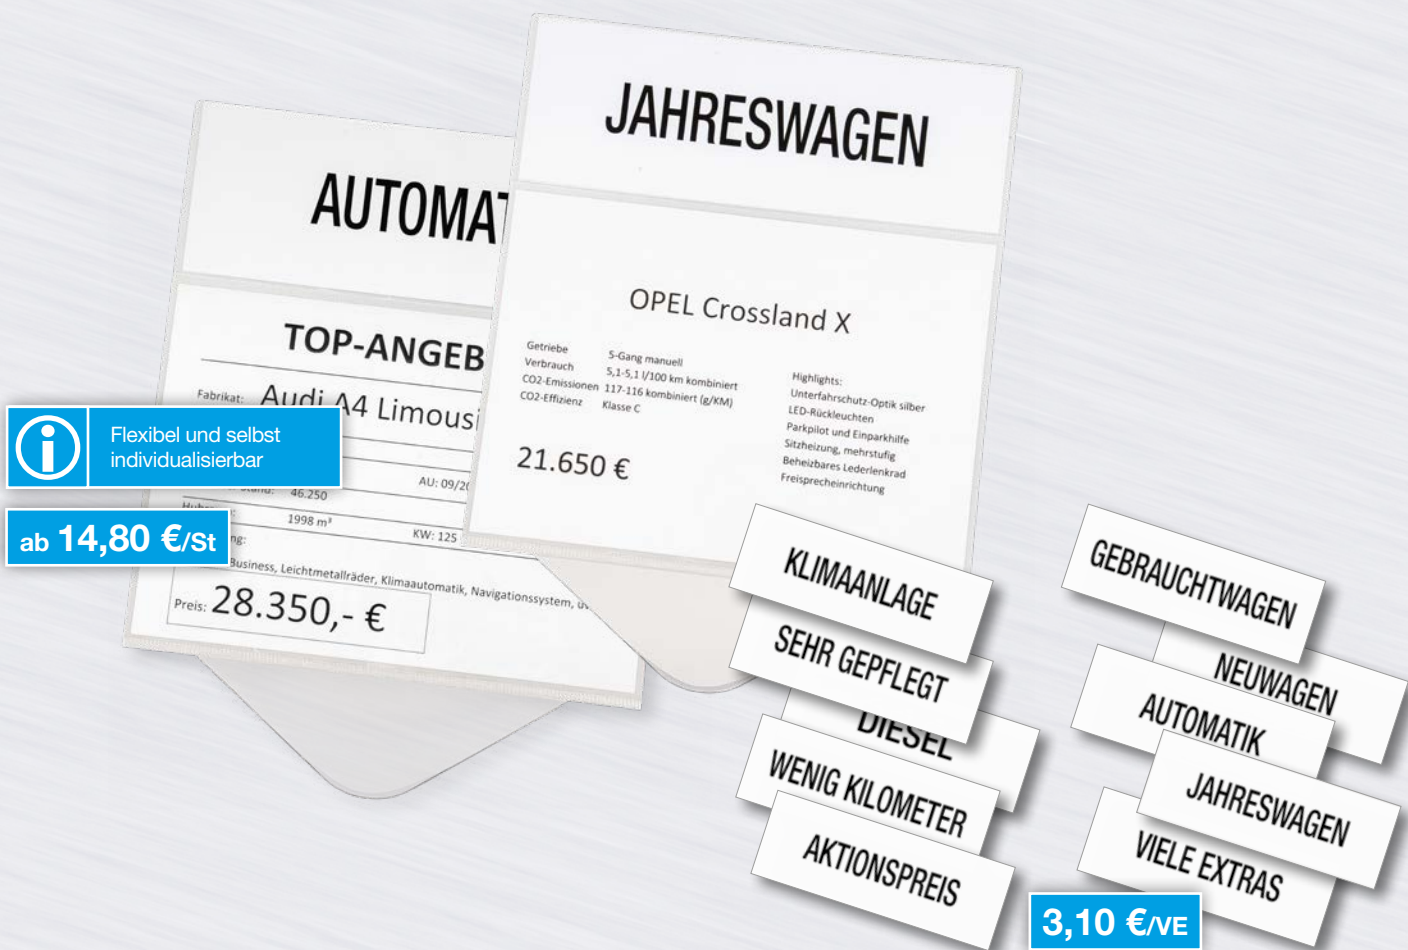 JAHRESWAGEN
OPEL Crossland X
Getriebe 5-Gang manuell
Verbrauch 5,1-5,1 l/100 km kombiniert
CO2-Emissionen 117-116 kombiniert (g/KM)
CO2-Effizienz Klasse C
21.650 €
Highlights:
Unterfahrschutz-Optik silber
LED-Rückleuchten
Parkpilot und Einparkhilfe
Sitzheizung, mehrstufig
Beheizbares Lederlenkrad
Freisprecheinrichtung
AUTOMAT
TOP-ANGEB
Fabrikat: Audi A4 Limousi
AU: 09/20
46.250
1998 m³ KW: 125
Business, Leichtmetallräder, Klimaautomatik, Navigationssystem,
Preis: 28.350,- €
Flexibel und selbst
individualisierbar
ab 14,80 €/St
KLIMAANLAGE
SEHR GEPFLEGT
DIESEL
WENIG KILOMETER
AKTIONSPREIS
GEBRAUCHTWAGEN
NEUWAGEN
AUTOMATIK
JAHRESWAGEN
VIELE EXTRAS
3,10 €/VE